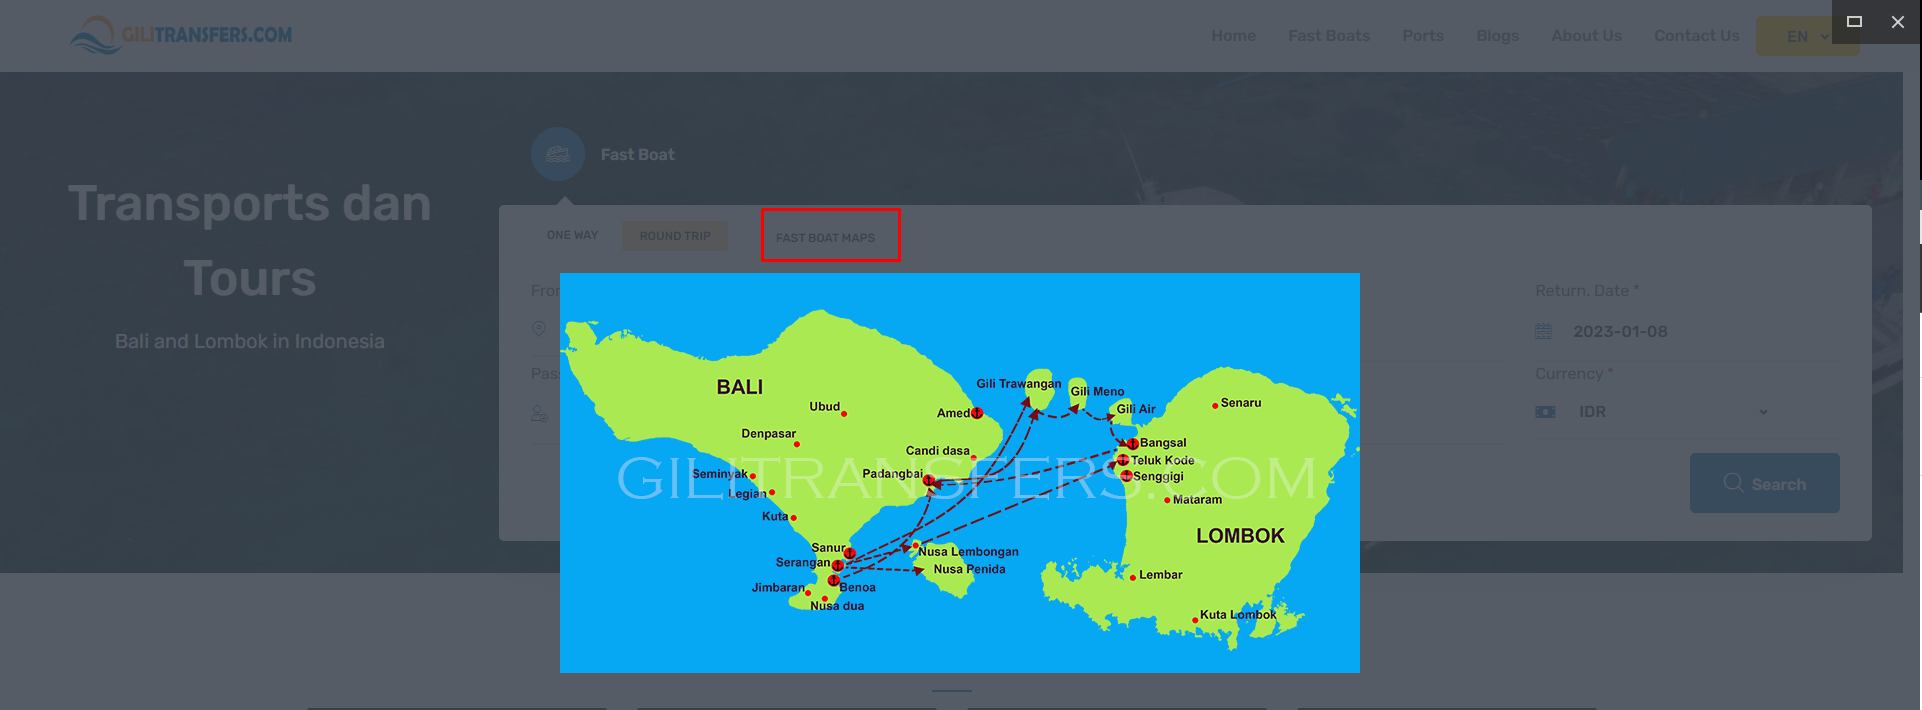 GILITRANSFERS.COM
Home Fast Boats Ports Blogs About Us Contact Us EN
Fast Boat
Transports dan
Tours
Bali and Lombok in Indonesia
ONE WAY ROUND TRIP FAST BOAT MAPS
Return. Date *
2023-01-08
Currency *
IDR
Search
BALI
Ubud
Denpasar
Seminyak
Legian
Kuta
Sanur
Serangan
Jimbaran
Benoa
Nusa dua
Amed
Candi dasa
Padangbai
Gili Trawangan
Gili Meno
Gili Air
Nusa Lembongan
Nusa Penida
Senaru
Bangsal
Teluk Kode
Senggigi
Mataram
LOMBOK
Lembar
Kuta Lombok
GILITRANSFERS.COM